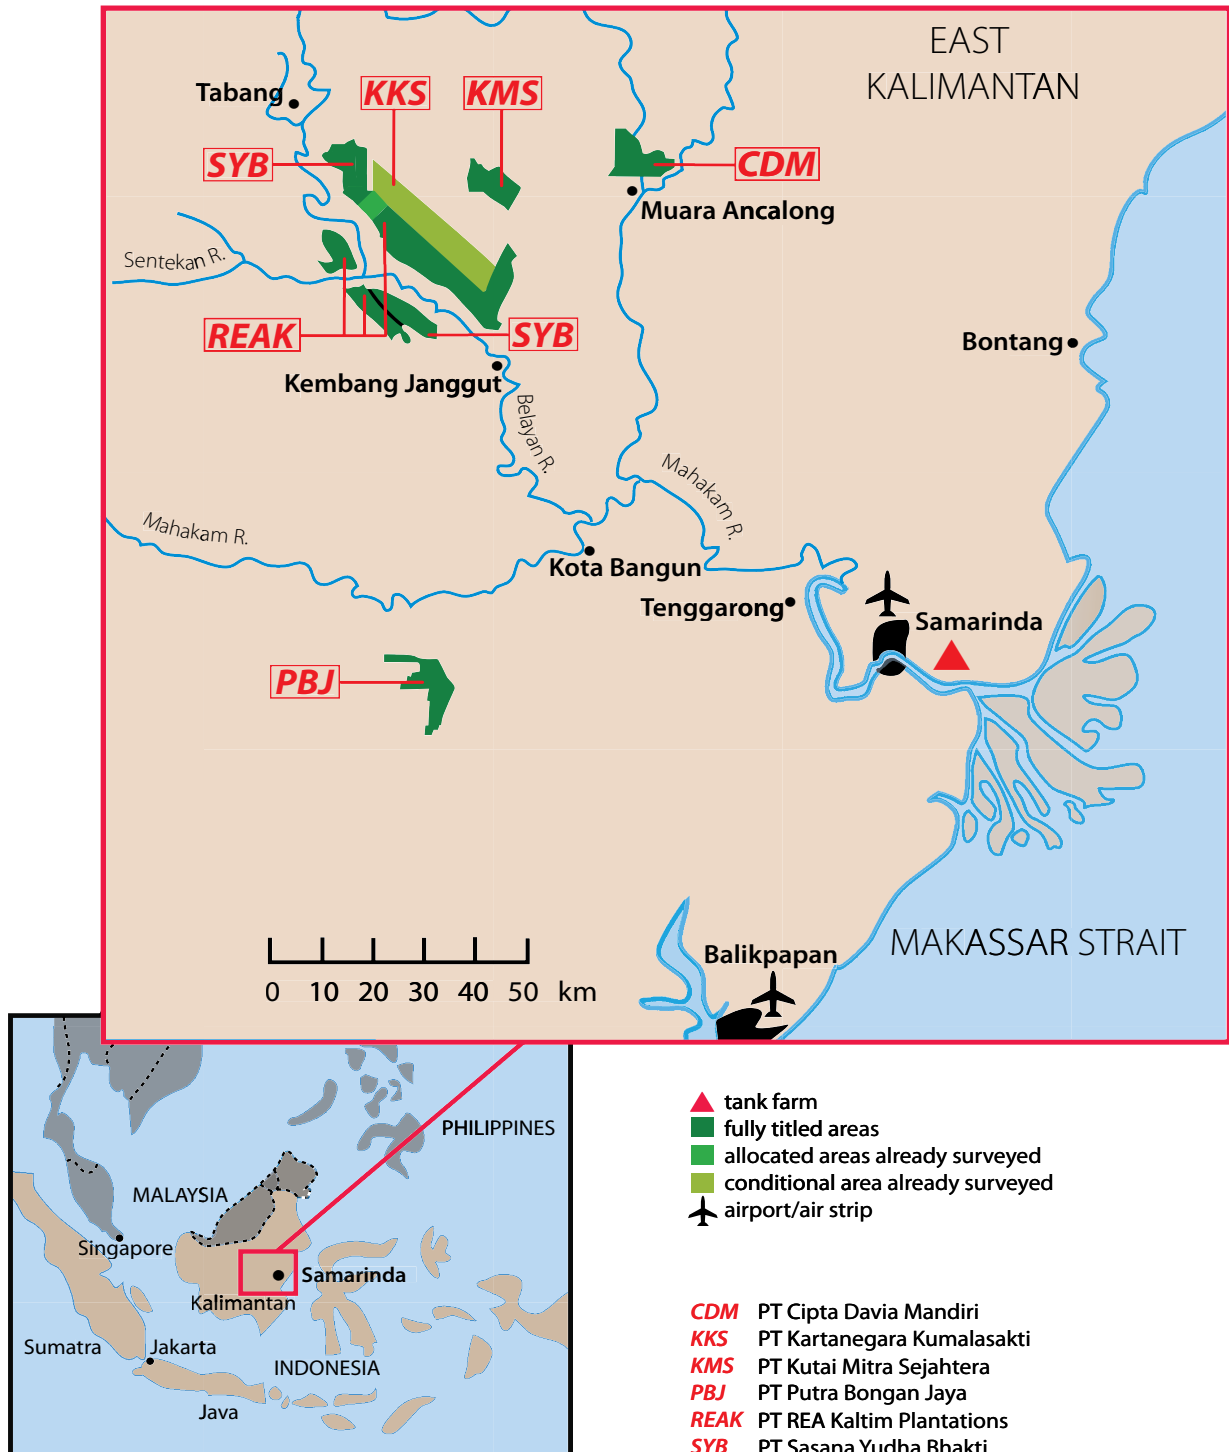 EAST
KALIMANTAN
Tabang
KKS
KMS
SYB
CDM
Muara Ancalong
Sentekan R.
REAK
SYB
Bontang
Kembang Janggut
Belayan R.
Mahakam R.
Mahakam R.
Kota Bangun
Tenggarong
Samarinda
PBJ
MAKASSAR STRAIT
Balikpapan
0 10 20 30 40 50 km
PHILIPPINES
MALAYSIA
Singapore
Samarinda
Kalimantan
Sumatra
Jakarta
INDONESIA
Java
tank farm
fully titled areas
allocated areas already surveyed
conditional area already surveyed
airport/air strip
CDM PT Cipta Davia Mandiri
KKS PT Kartanegara Kumalasakti
KMS PT Kutai Mitra Sejahtera
PBJ PT Putra Bongan Jaya
REAK PT REA Kaltim Plantations
SYB PT Sasana Yudha Bhakti